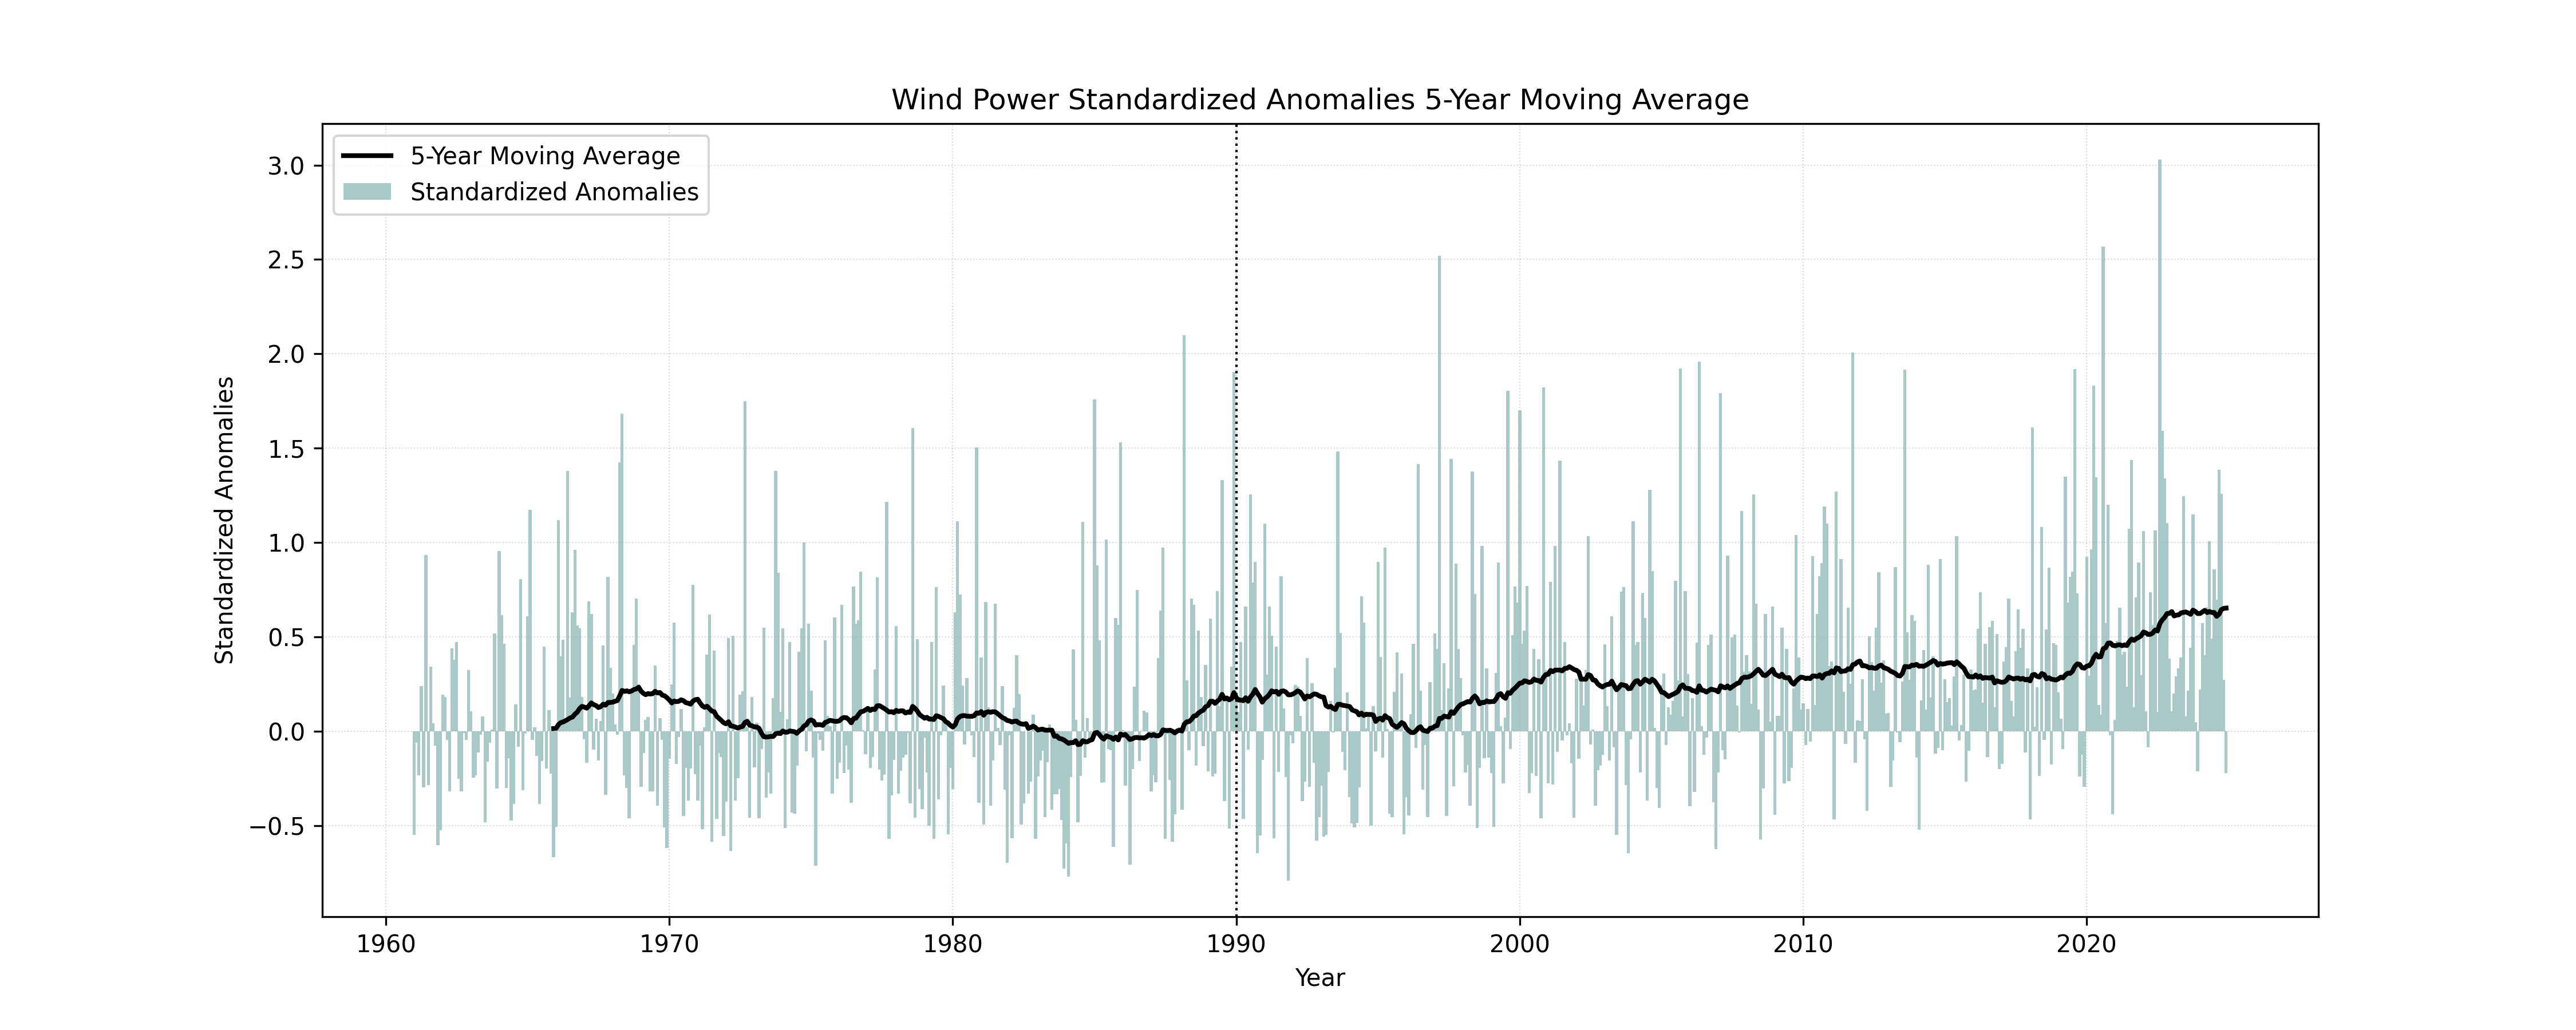 Wind Power Standardized Anomalies 5-Year Moving Average
5-Year Moving Average
Standardized Anomalies
3.0
2.5
2.0
1.5
1.0
0.5
0.0
−0.5
Standardized Anomalies
1960 1970 1980 1990 2000 2010 2020
Year